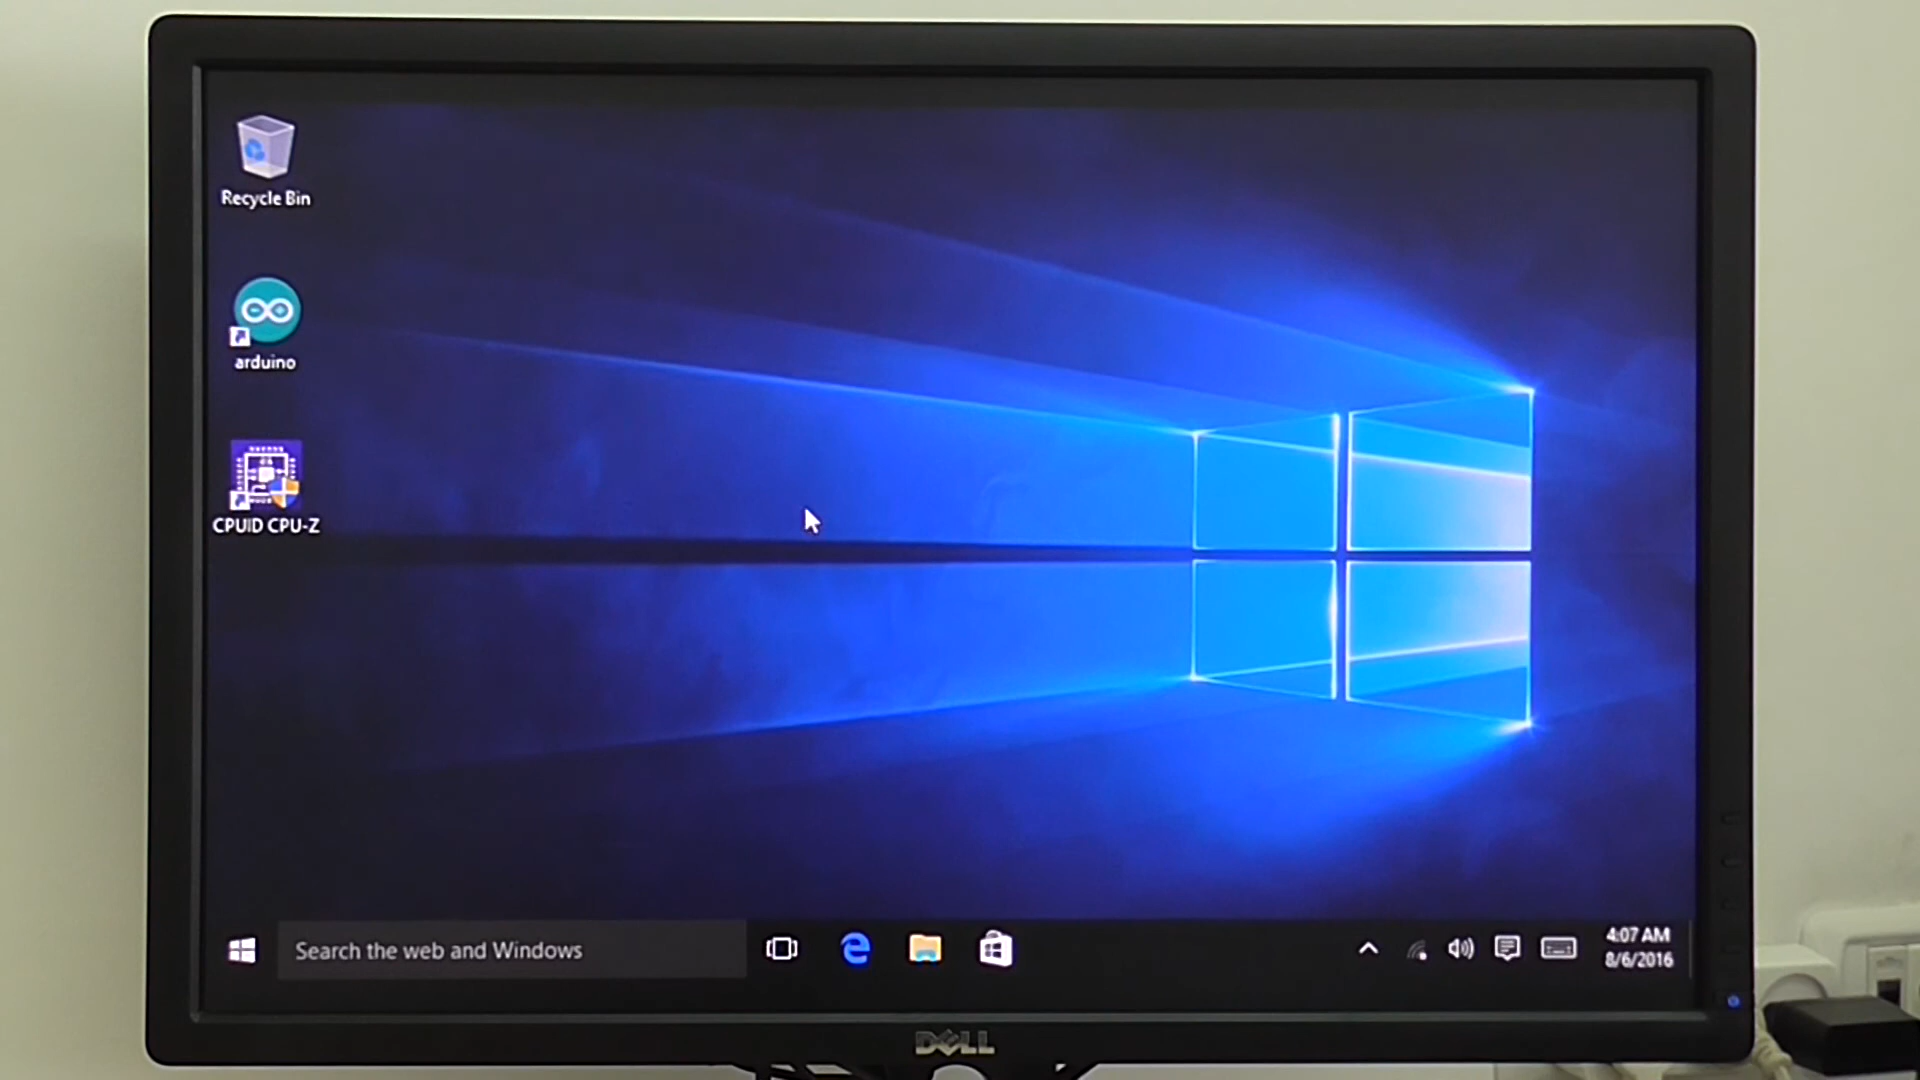 Recycle Bin
arduino
CPUID CPU-Z
Search the web and Windows
4:07 AM
8/6/2016
DELL